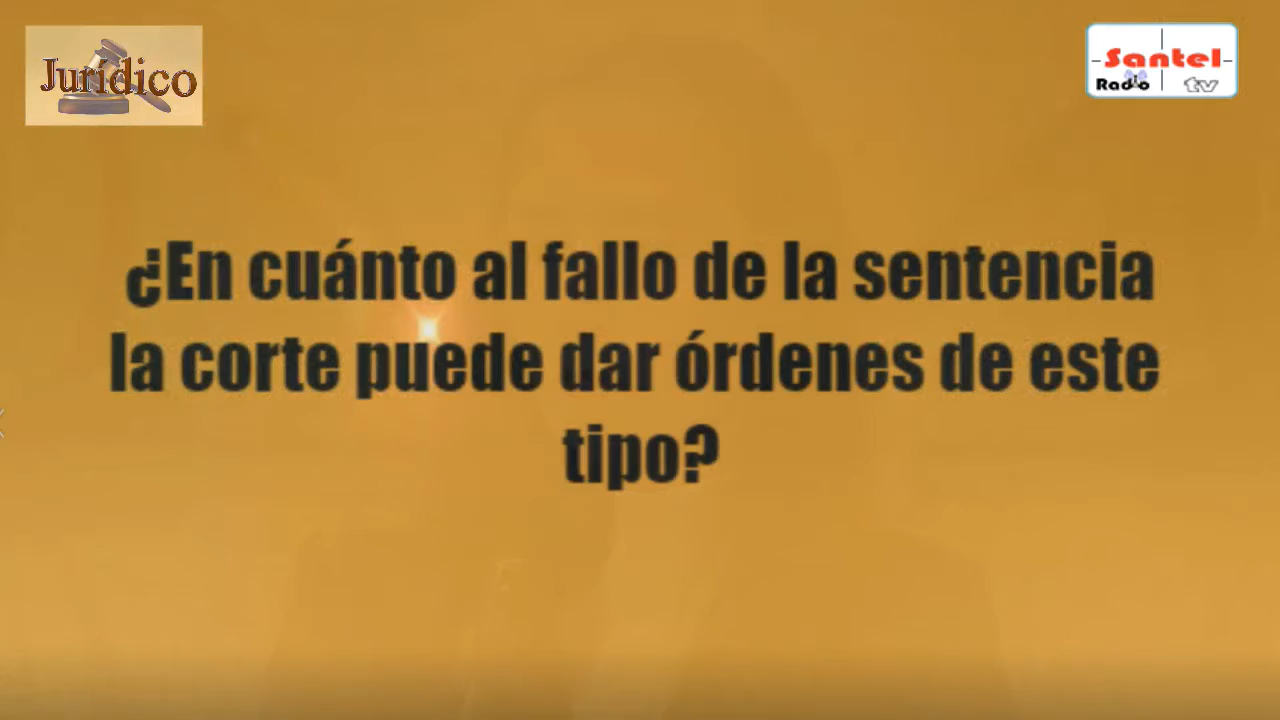 Jurídico
Santel
Radio tv
¿En cuánto al fallo de la sentencia
la corte puede dar órdenes de este
tipo?